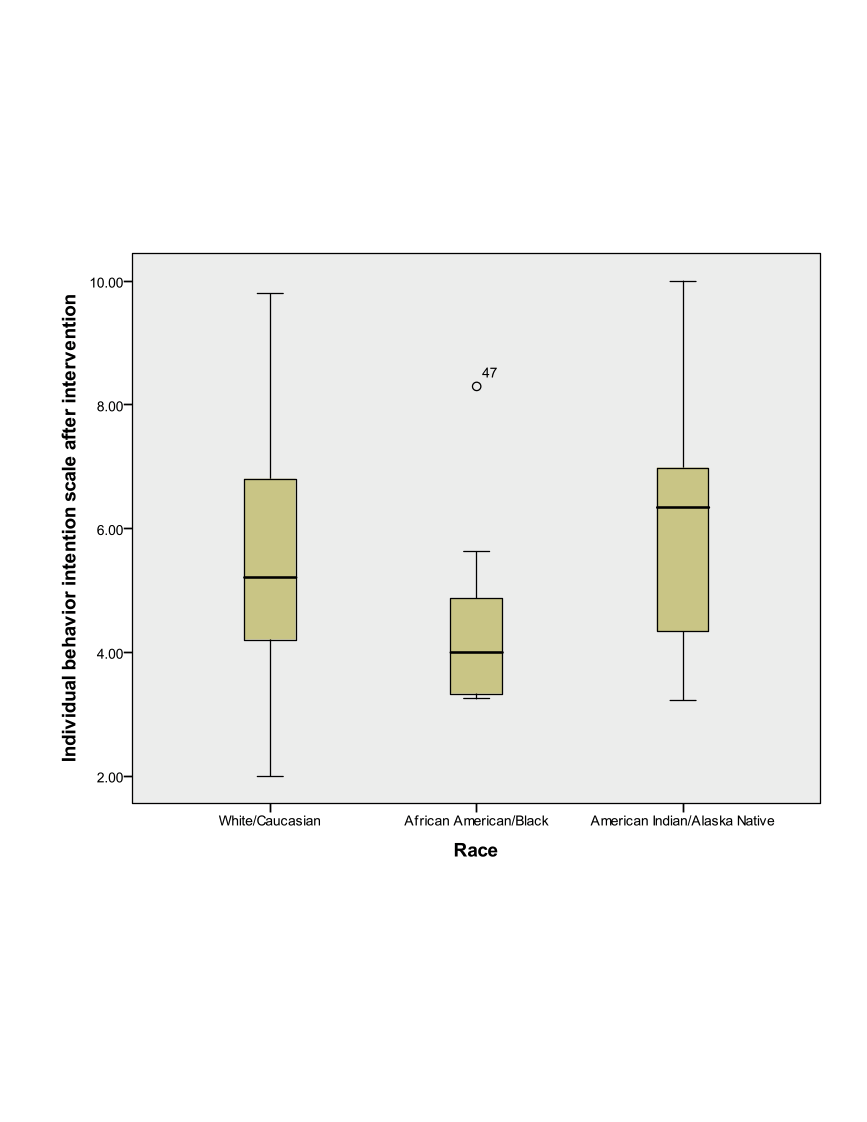 Individual behavior intention scale after intervention
10.00
8.00
6.00
4.00
2.00
47
White/Caucasian
African American/Black
American Indian/Alaska Native
Race